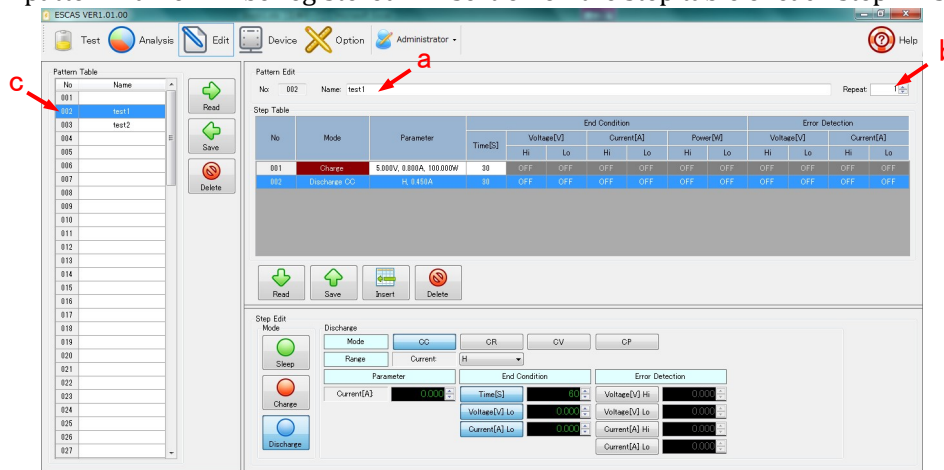 ESCAS VER1.01.00
Test Analysis Edit Device Option Administrator Help
a
b
c
Pattern Table
No Name
001
002 test1
003 test2
004
005
006
007
008
009
010
011
012
013
014
015
016
017
018
019
020
021
022
023
024
025
026
027
Read
Save
Delete
Pattern Edit
No: 002 Name: test1 Repeat: 1
Step Table
No Mode Parameter Time[S] End Condition Error Detection
Voltage[V] Current[A] Power[W] Voltage[V] Current[A]
Hi Lo Hi Lo Hi Lo Hi Lo Hi Lo
001 Charge 5.000V, 0.800A, 100.000W 30 OFF OFF OFF OFF OFF OFF OFF OFF OFF OFF
002 Discharge CC H, 0.450A 30 OFF OFF OFF OFF OFF OFF OFF OFF OFF OFF
Read Save Insert Delete
Step Edit
Mode
Sleep
Charge
Discharge
Discharge
Mode CC CR CV CP
Range Current: H
Parameter End Condition Error Detection
Current[A] 0.000 Time[S] 60 Voltage[V] Hi 0.000
Voltage[V] Lo 0.000 Voltage[V] Lo 0.000
Current[A] Lo 0.000 Current[A] Hi 0.000
Current[A] Lo 0.000